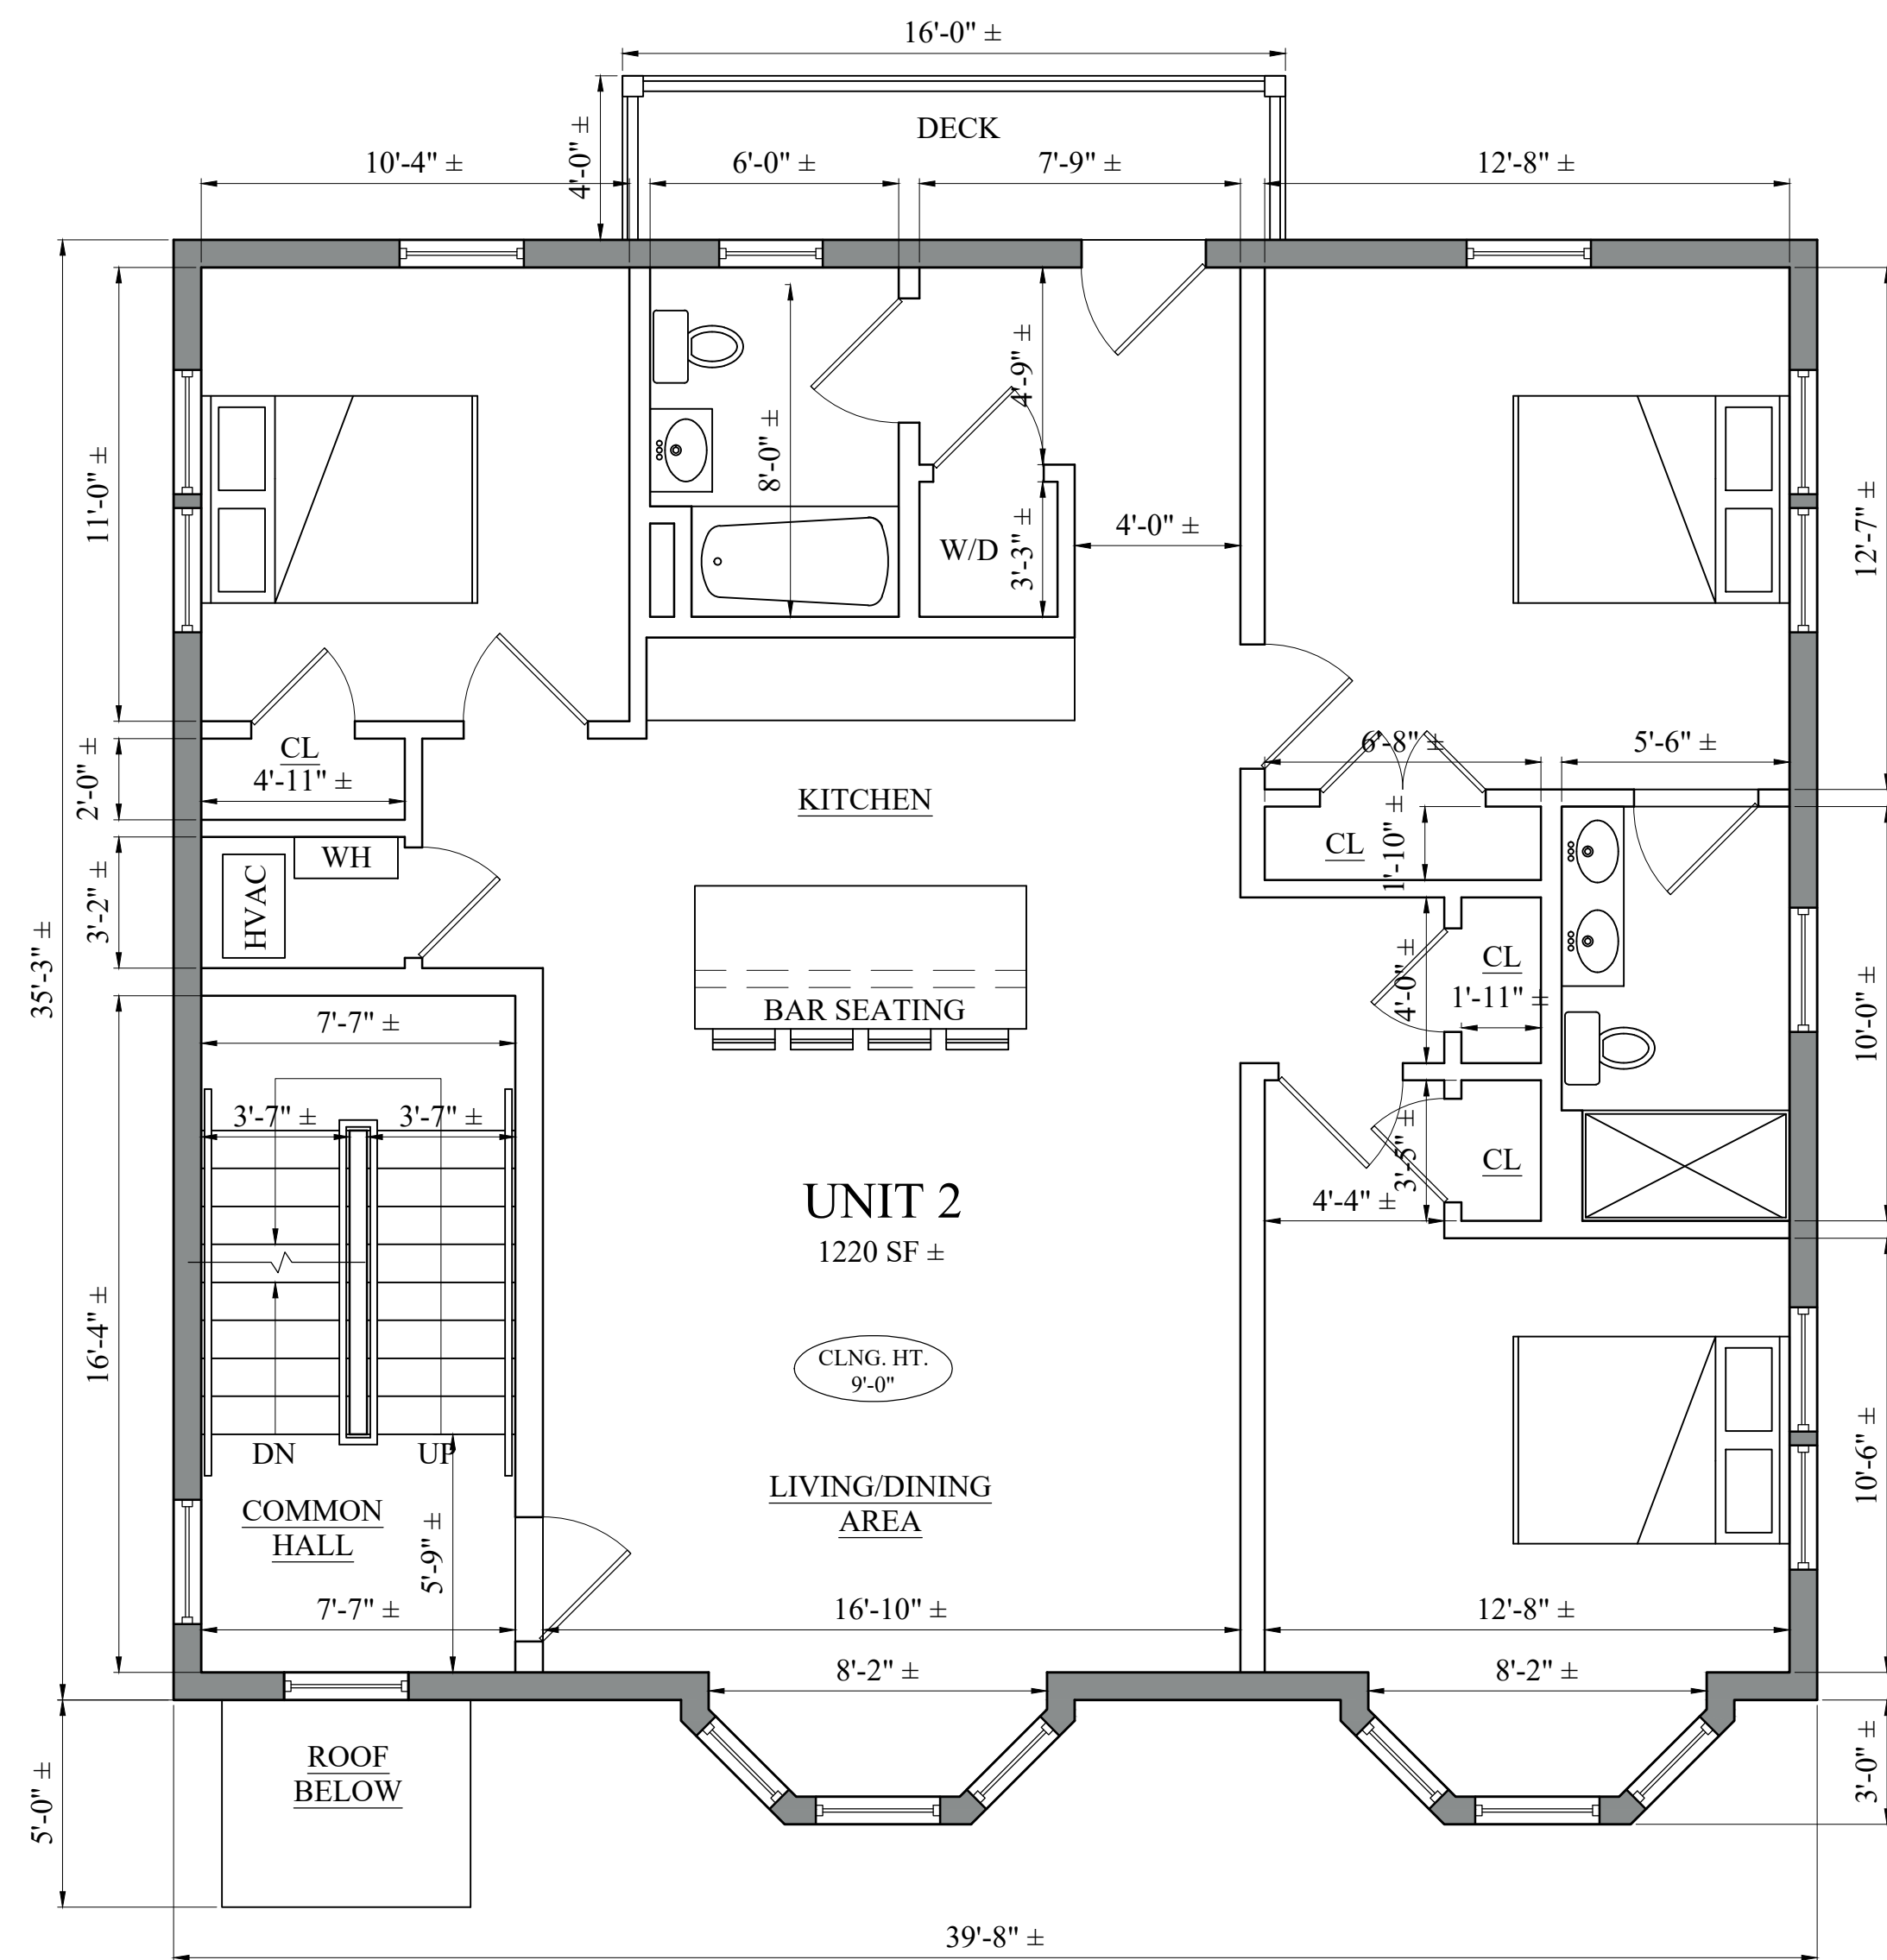 16'-0" ±
DECK
4'-0" ±
10'-4" ±
6'-0" ±
7'-9" ±
12'-8" ±
11'-0" ±
8'-0" ±
4'-9" ±
W/D
3'-3" ±
4'-0" ±
12'-7" ±
2'-0" ±
CL
4'-11" ±
KITCHEN
6'-8" ±
5'-6" ±
CL
1'-10" ±
3'-2" ±
HVAC
WH
35'-3" ±
BAR SEATING
4'-0" ±
CL
1'-11" ±
10'-0" ±
7'-7" ±
3'-7" ±
3'-7" ±
16'-4" ±
UNIT 2
1220 SF ±
4'-4" ±
3'-5" ±
CL
CLNG. HT.
9'-0"
DN
UP
COMMON
HALL
5'-9" ±
LIVING/DINING
AREA
10'-6" ±
7'-7" ±
16'-10" ±
12'-8" ±
8'-2" ±
8'-2" ±
ROOF
BELOW
5'-0" ±
3'-0" ±
39'-8" ±